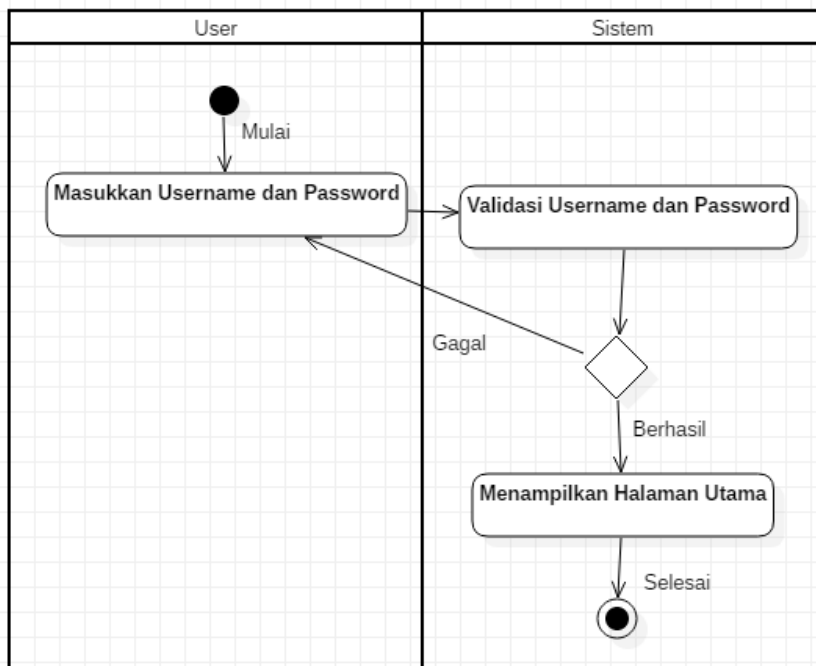 User
Sistem
Mulai
Masukkan Username dan Password
Validasi Username dan Password
Gagal
Berhasil
Menampilkan Halaman Utama
Selesai